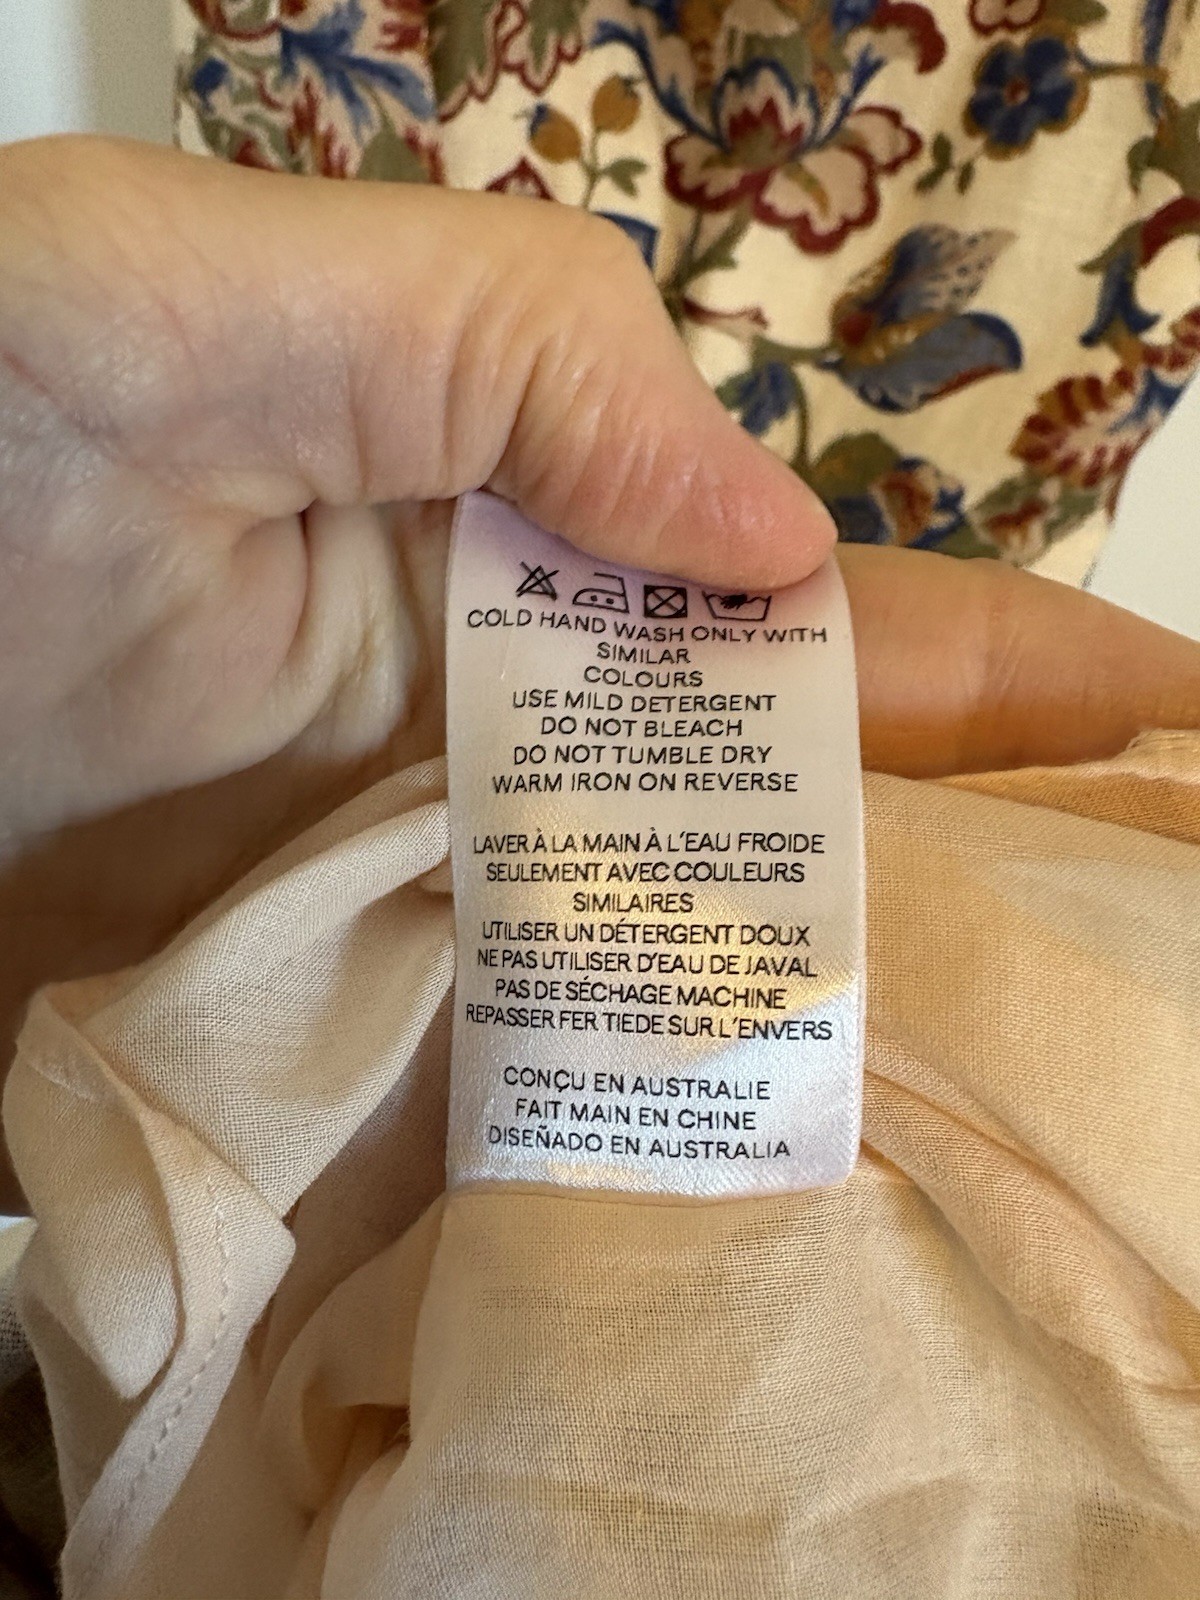 COLD HAND WASH ONLY WITH
SIMILAR
COLOURS
USE MILD DETERGENT
DO NOT BLEACH
DO NOT TUMBLE DRY
WARM IRON ON REVERSE
LAVER À LA MAIN À L'EAU FROIDE
SEULEMENT AVEC COULEURS
SIMILAIRES
UTILISER UN DÉTERGENT DOUX
NE PAS UTILISER D'EAU DE JAVAL
PAS DE SÉCHAGE MACHINE
REPASSER FER TIEDE SUR L'ENVERS
CONÇU EN AUSTRALIE
FAIT MAIN EN CHINE
DISEÑADO EN AUSTRALIA